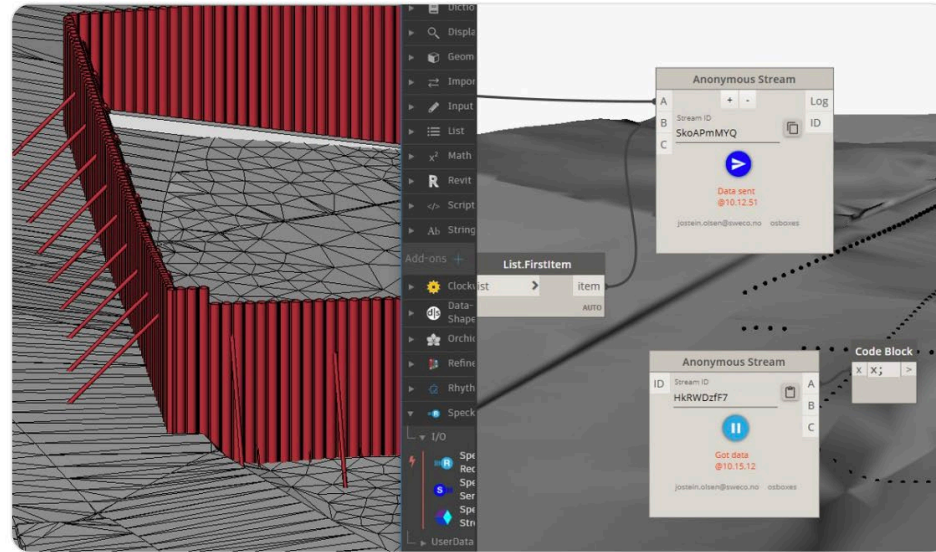 Dictio
Displa
Geom
Impor
Input
List
Math
Revit
Script
String
Add-ons +
Clockw
Data-
Shape
Orchid
Refine
Rhyth
Speck
I/O
Spe
Rec
Spe
Ser
Spe
Str
UserData
Anonymous Stream
A + - Log
B Stream ID ID
SkoAPmMYQ
C
Data sent
@10.12.51
jostein.olsen@sweco.no osboxes
List.FirstItem
ist > item
AUTO
Anonymous Stream
ID Stream ID A
HkRWDzfF7
B
C
Got data
@10.15.12
jostein.olsen@sweco.no osboxes
Code Block
x x; >